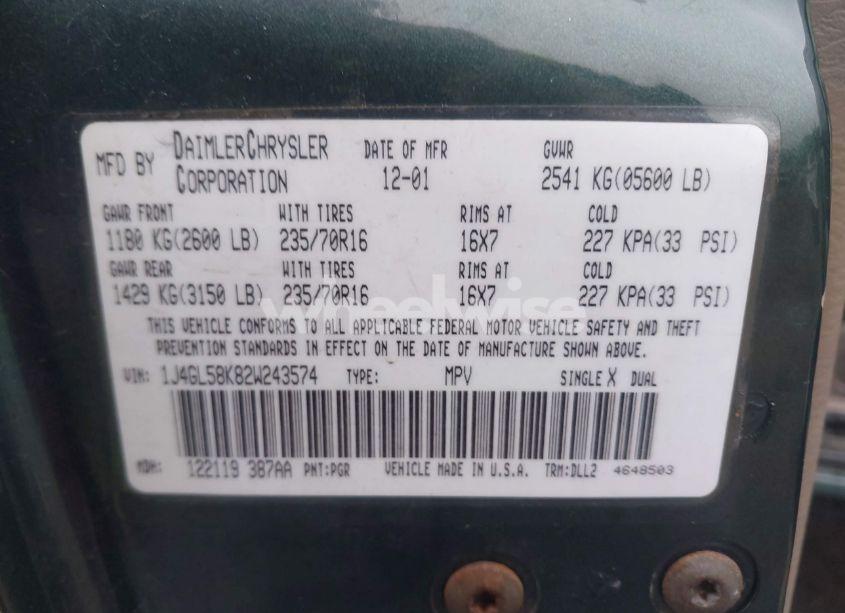 MFD BY DAIMLERCHRYSLER CORPORATION DATE OF MFR 12-01 GVWR 2541 KG(05600 LB)
GAWR FRONT WITH TIRES RIMS AT COLD
1180 KG(2600 LB) 235/70R16 16X7 227 KPA(33 PSI)
GAWR REAR WITH TIRES RIMS AT COLD
1429 KG(3150 LB) 235/70R16 16X7 227 KPA(33 PSI)
wheelwise
THIS VEHICLE CONFORMS TO ALL APPLICABLE FEDERAL MOTOR VEHICLE SAFETY AND THEFT
PREVENTION STANDARDS IN EFFECT ON THE DATE OF MANUFACTURE SHOWN ABOVE.
VIN: 1J4GL58K82W243574 TYPE: MPV SINGLE X DUAL
MDH: 122119 387AA PNT:PGR VEHICLE MADE IN U.S.A. TRM:DLL2 4648503